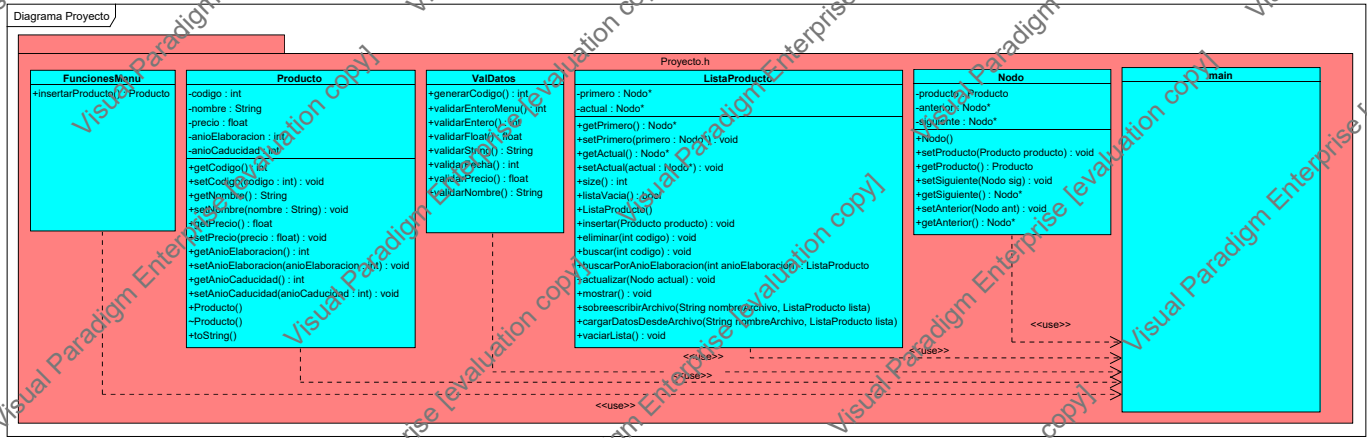 Diagrama Proyecto
Proyecto.h
FuncionesMenu
+insertarProducto() : Producto
Producto
-codigo : int
-nombre : String
-precio : float
-anioElaboracion : int
-anioCaducidad : int
+getCodigo() : int
+setCodigo(codigo : int) : void
+getNombre() : String
+setNombre(nombre : String) : void
+getPrecio() : float
+setPrecio(precio : float) : void
+getAnioElaboracion() : int
+setAnioElaboracion(anioElaboracion : int) : void
+getAnioCaducidad() : int
+setAnioCaducidad(anioCaducidad : int) : void
+Producto()
~Producto()
+toString()
ValDatos
+generarCodigo() : int
+validarEnteroMenu() : int
+validarEntero() : int
+validarFloat() : float
+validarString() : String
+validarFecha() : int
+validarPrecio() : float
+validarNombre() : String
ListaProducto
-primero : Nodo*
-actual : Nodo*
+getPrimero() : Nodo*
+setPrimero(primero : Nodo*) : void
+getActual() : Nodo*
+setActual(actual : Nodo*) : void
+size() : int
+listaVacia() : bool
+ListaProducto()
+insertar(Producto producto) : void
+eliminar(int codigo) : void
+buscar(int codigo) : void
+buscarPorAnioElaboracion(int anioElaboracion) : ListaProducto
+actualizar(Nodo actual) : void
+mostrar() : void
+sobreescribirArchivo(String nombreArchivo, ListaProducto lista)
+cargarDatosDesdeArchivo(String nombreArchivo, ListaProducto lista)
+vaciarLista() : void
Nodo
-producto : Producto
-anterior : Nodo*
-siguiente : Nodo*
+Nodo()
+setProducto(Producto producto) : void
+getProducto() : Producto
+setSiguiente(Nodo sig) : void
+getSiguiente() : Nodo*
+setAnterior(Nodo ant) : void
+getAnterior() : Nodo*
main
<<use>>
<<use>>
<<use>>
<<use>>
<<use>>
Visual Paradigm Enterprise [evaluation copy]